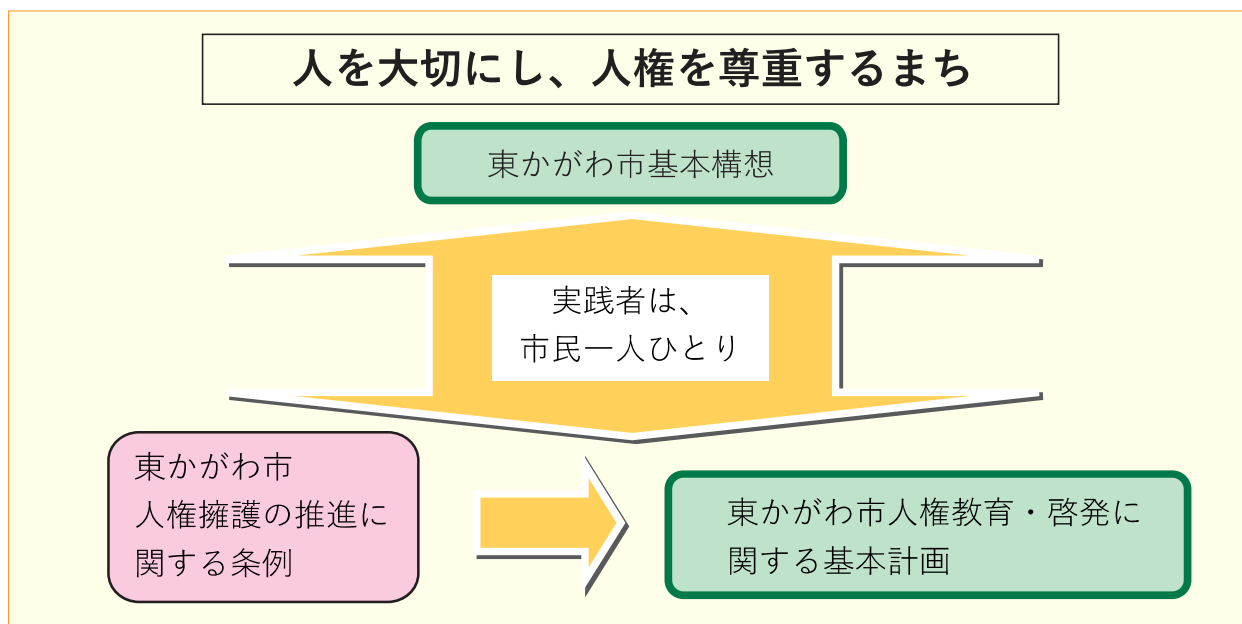 人を大切にし、人権を尊重するまち
東かがわ市基本構想
実践者は、
市民一人ひとり
東かがわ市
人権擁護の推進に
関する条例
東かがわ市人権教育・啓発に
関する基本計画